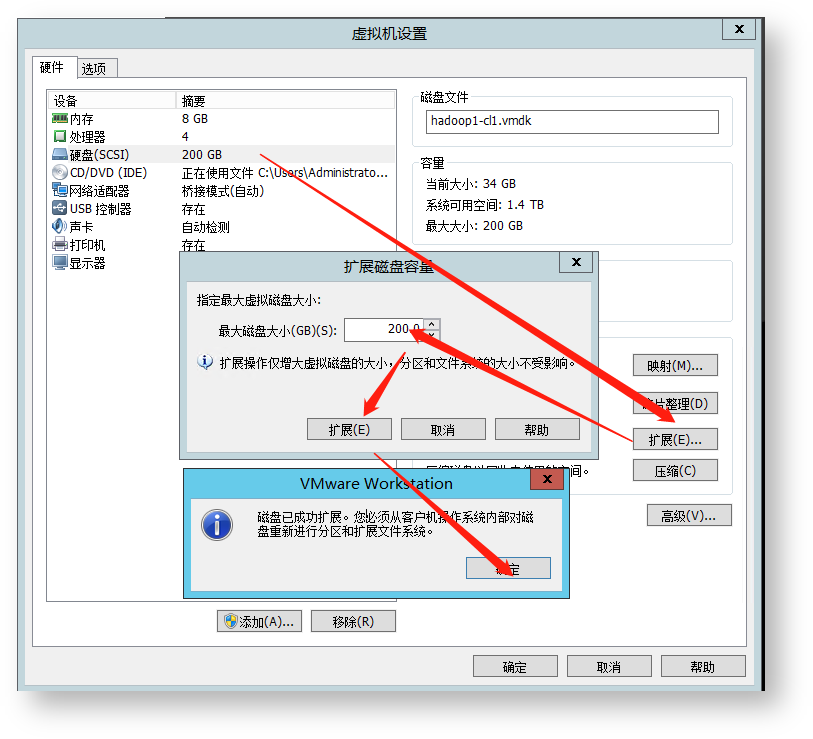 虚拟机设置
硬件
选项
设备
摘要
内存
8 GB
处理器
4
硬盘(SCSI)
200 GB
CD/DVD (IDE)
正在使用文件 C:\Users\Administrato...
网络适配器
桥接模式(自动)
USB 控制器
存在
声卡
自动检测
打印机
存在
显示器
磁盘文件
hadoop1-cl1.vmdk
容量
当前大小: 34 GB
系统可用空间: 1.4 TB
最大大小: 200 GB
扩展磁盘容量
指定最大虚拟磁盘大小:
最大磁盘大小(GB)(S):
200.0
扩展操作仅增大虚拟磁盘的大小，分区和文件系统的大小不受影响。
扩展(E)
取消
帮助
映射(M)...
片整理(D)
扩展(E)...
压缩(C)
高级(V)...
间。
VMware Workstation
磁盘已成功扩展。您必须从客户机操作系统内部对磁
盘重新进行分区和扩展文件系统。
确定
添加(A)...
移除(R)
确定
取消
帮助